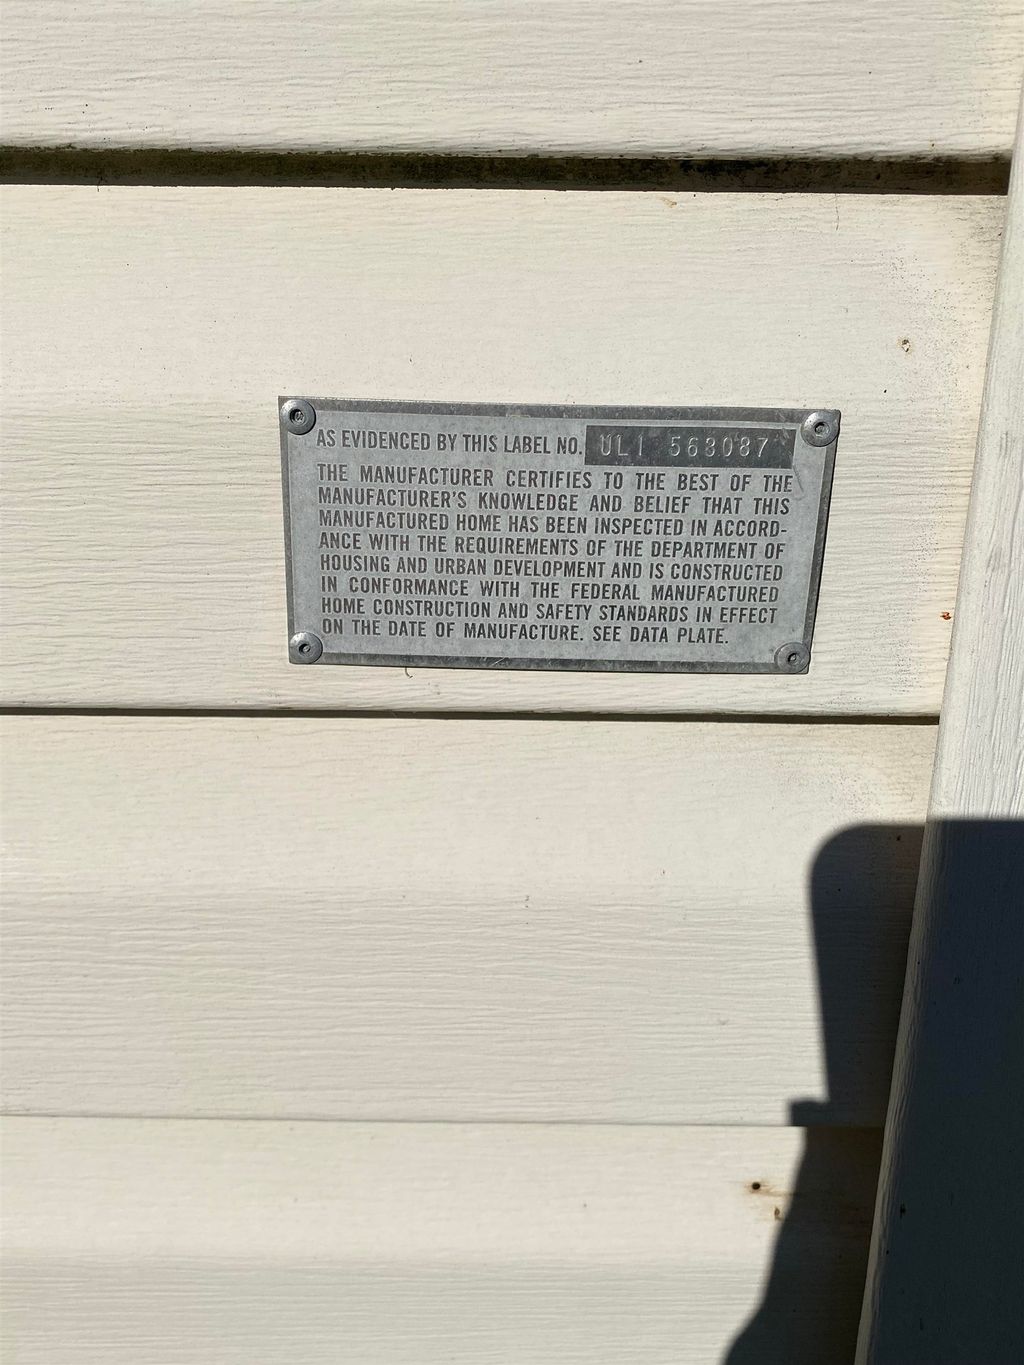 AS EVIDENCED BY THIS LABEL NO. ULI 568087
THE MANUFACTURER CERTIFIES TO THE BEST OF THE
MANUFACTURER'S KNOWLEDGE AND BELIEF THAT THIS
MANUFACTURED HOME HAS BEEN INSPECTED IN ACCORD-
ANCE WITH THE REQUIREMENTS OF THE DEPARTMENT OF
HOUSING AND URBAN DEVELOPMENT AND IS CONSTRUCTED
IN CONFORMANCE WITH THE FEDERAL MANUFACTURED
HOME CONSTRUCTION AND SAFETY STANDARDS IN EFFECT
ON THE DATE OF MANUFACTURE. SEE DATA PLATE.